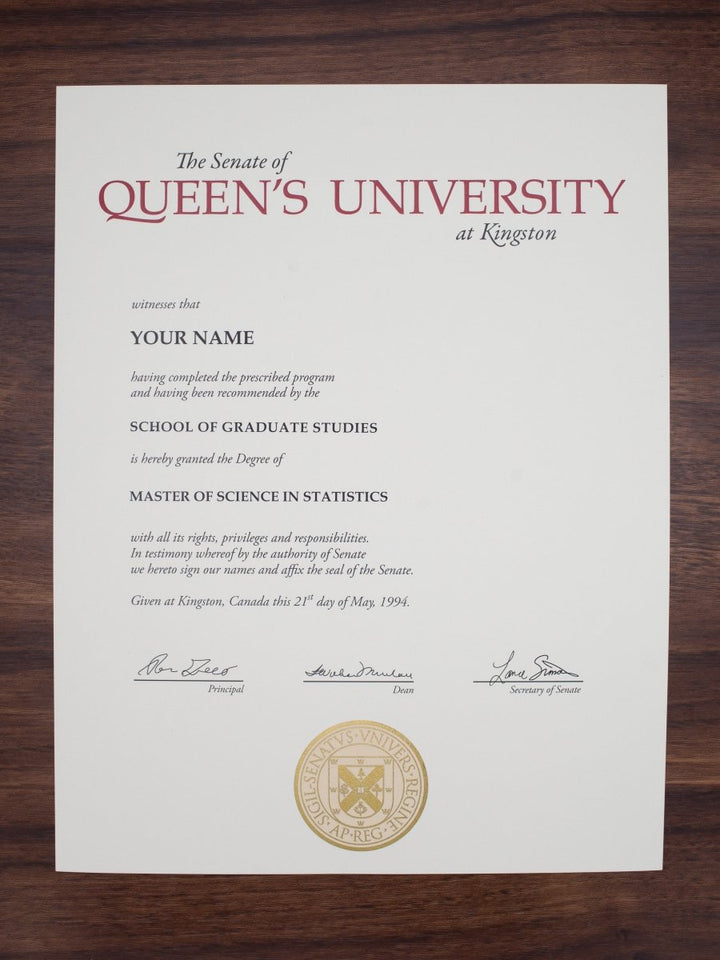 The Senate of
QUEEN'S UNIVERSITY
at Kingston
witnesses that
YOUR NAME
having completed the prescribed program
and having been recommended by the
SCHOOL OF GRADUATE STUDIES
is hereby granted the Degree of
MASTER OF SCIENCE IN STATISTICS
with all its rights, privileges and responsibilities.
In testimony whereof by the authority of Senate
we hereto sign our names and affix the seal of the Senate.
Given at Kingston, Canada this 21st day of May, 1994.
Principal
Dean
Secretary of Senate
SIGIL·SENATVS·VNIVERS·REGINE
·AP·REG·